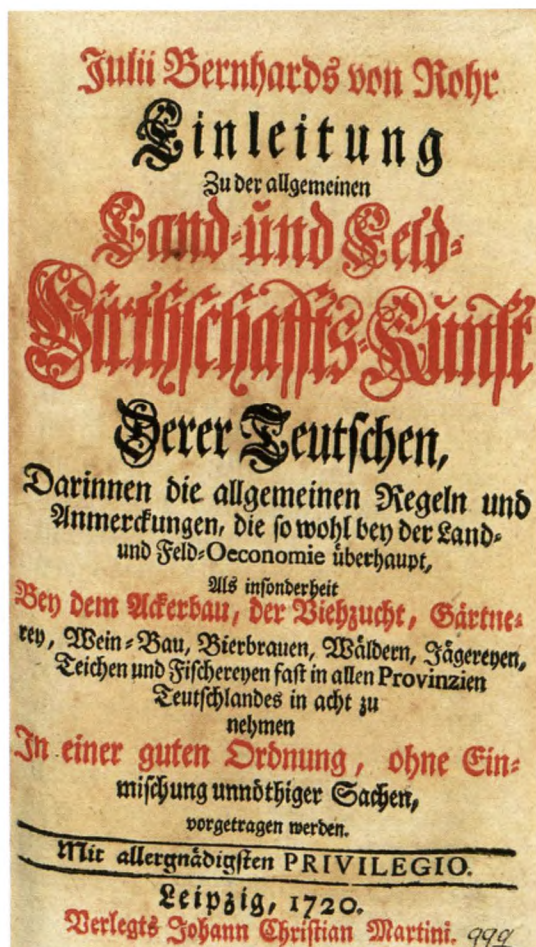 Julii Bernhards von Rohr
Einleitung
Zu der allgemeinen
Land- und Feld-
Wirthschaffts-Kunst
Derer Teutschen,
Darinnen die allgemeinen Regeln und
Anmerckungen, die so wohl bey der Land-
und Feld-Oeconomie überhaupt,
Als insonderheit
Bey dem Ackerbau, der Viehzucht, Gärtne-
rey, Wein-Bau, Bierbrauen, Wäldern, Jägereyen,
Teichen und Fischereyen fast in allen Provinzien
Teutschlandes in acht zu
nehmen
In einer guten Ordnung, ohne Ein-
mischung unnöthiger Sachen,
vorgetragen werden.
Mit allergnädigsten PRIVILEGIO.
Leipzig, 1720.
Verlegts Johann Christian Martini. 999